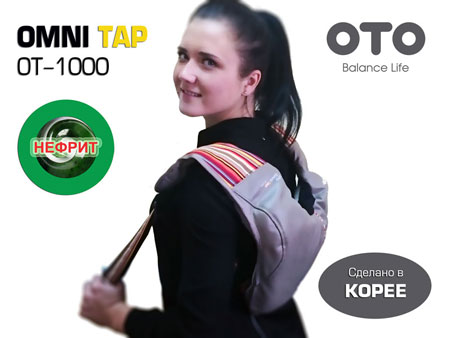 OMNI TAP
OT-1000
OTO
Balance Life
НЕФРИТ
Сделано в
КОРЕЕ